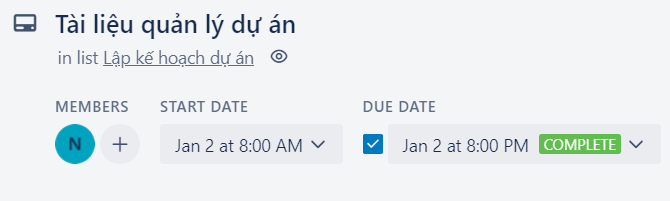 Tài liệu quản lý dự án
in list Lập kế hoạch dự án
MEMBERS START DATE DUE DATE
N + Jan 2 at 8:00 AM Jan 2 at 8:00 PM COMPLETE